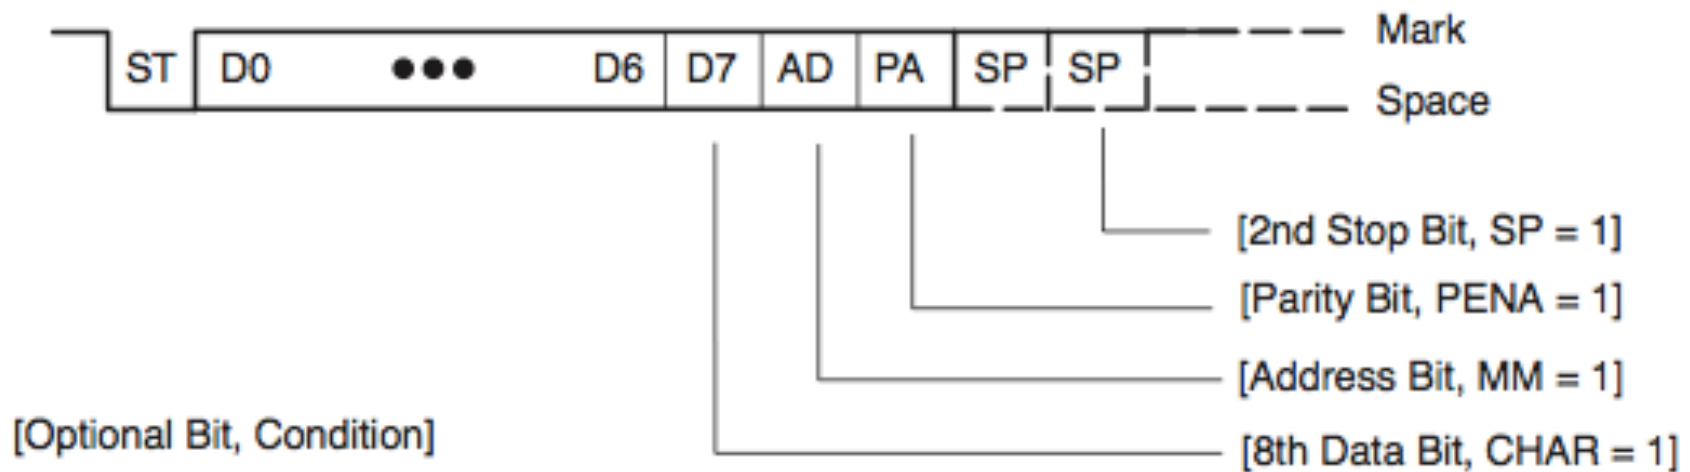 Mark
ST D0 ●●● D6 D7 AD PA SP SP
Space
[2nd Stop Bit, SP = 1]
[Parity Bit, PENA = 1]
[Address Bit, MM = 1]
[Optional Bit, Condition]
[8th Data Bit, CHAR = 1]